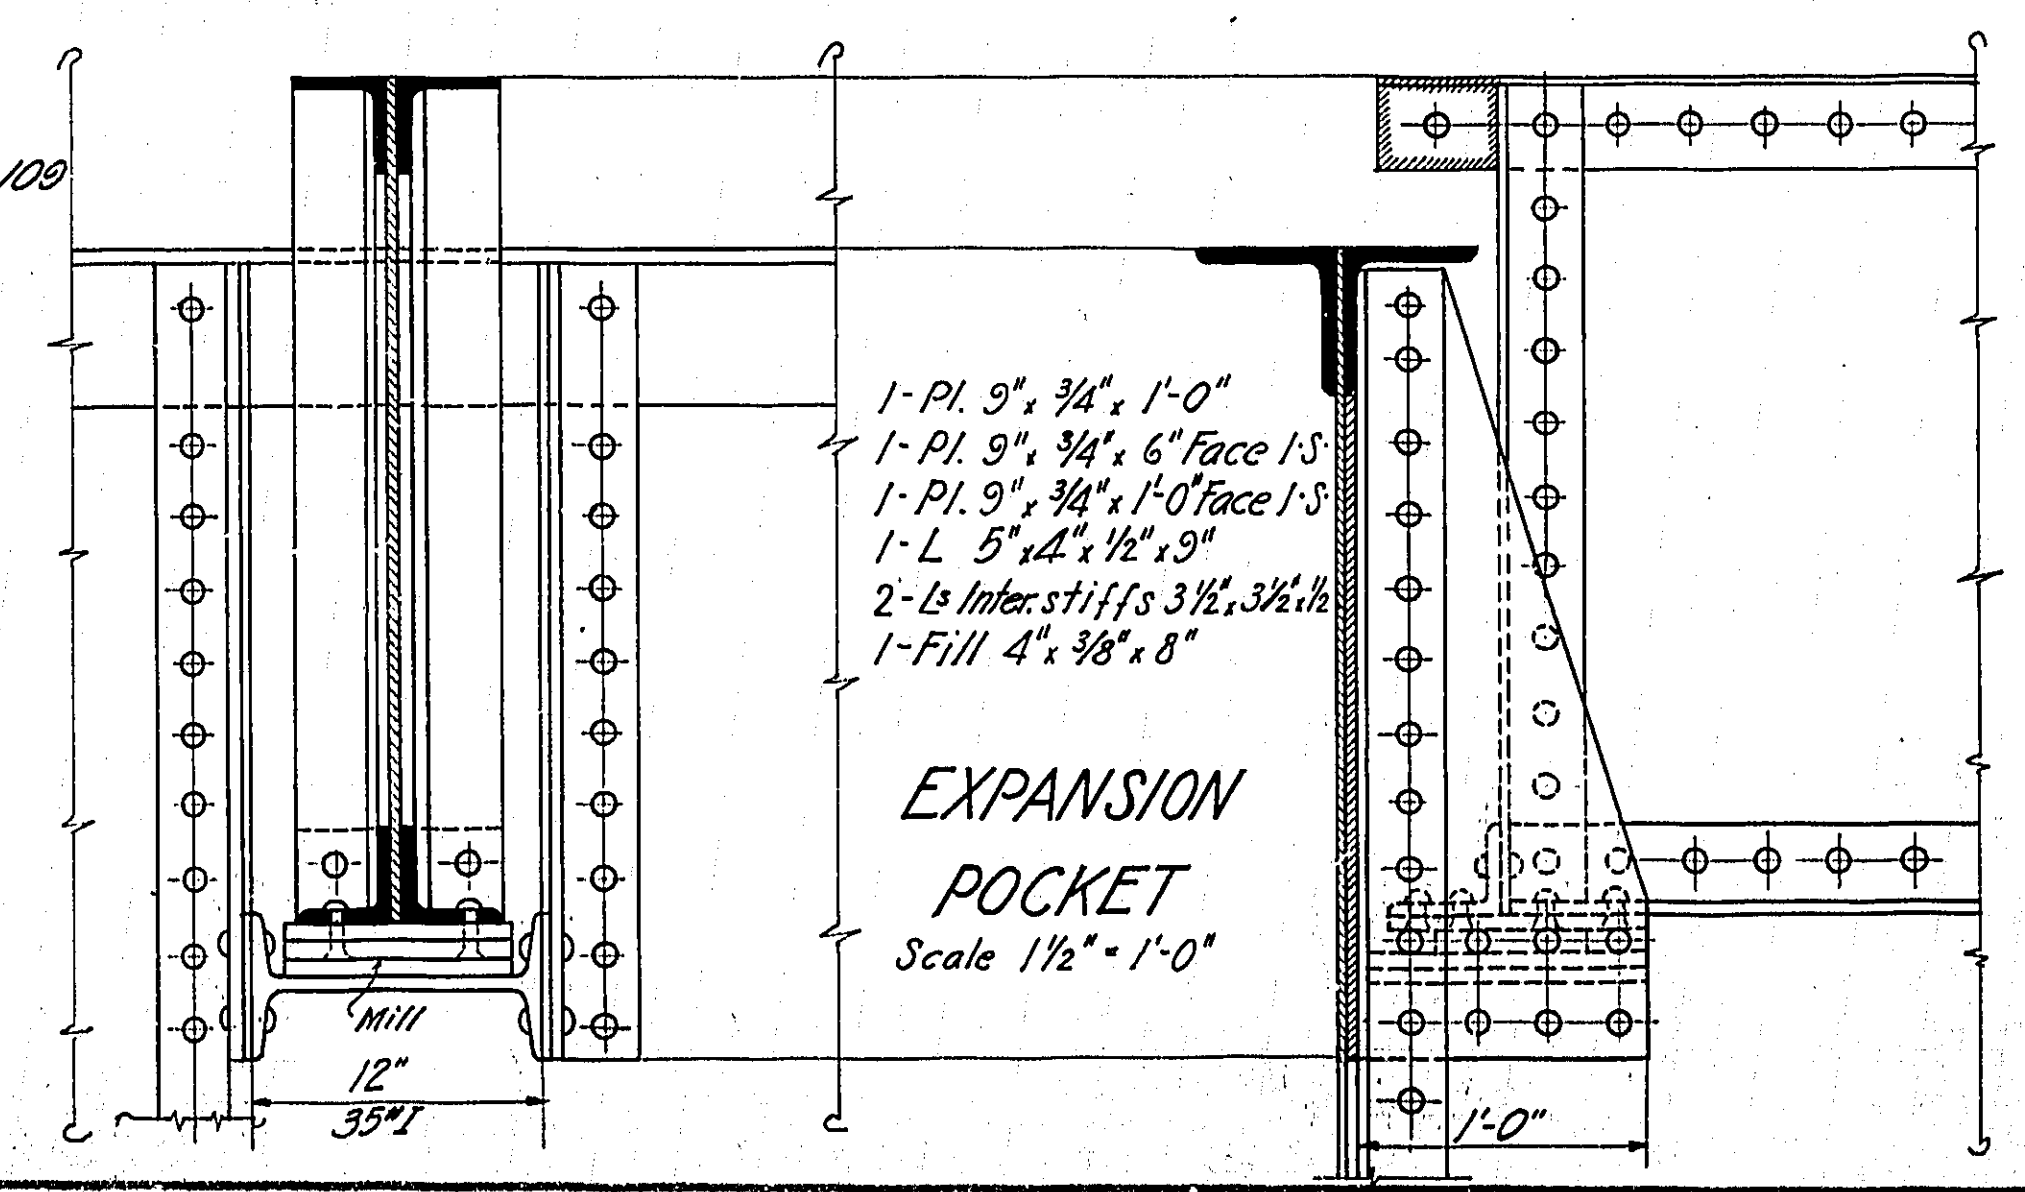 109
1-Pl. 9" x 3/4" x 1'-0"
1-Pl. 9" x 3/4" x 6" Face 1·S·
1-Pl. 9" x 3/4" x 1'-0" Face 1·S·
1-L 5" x 4" x 1/2" x 9"
2-Ls Inter. stiffs 3 1/2" x 3 1/2" x 1/2
1-Fill 4" x 3/8" x 8"
EXPANSION
POCKET
Scale 1 1/2" = 1'-0"
Mill
12"
35#I
1'-0"